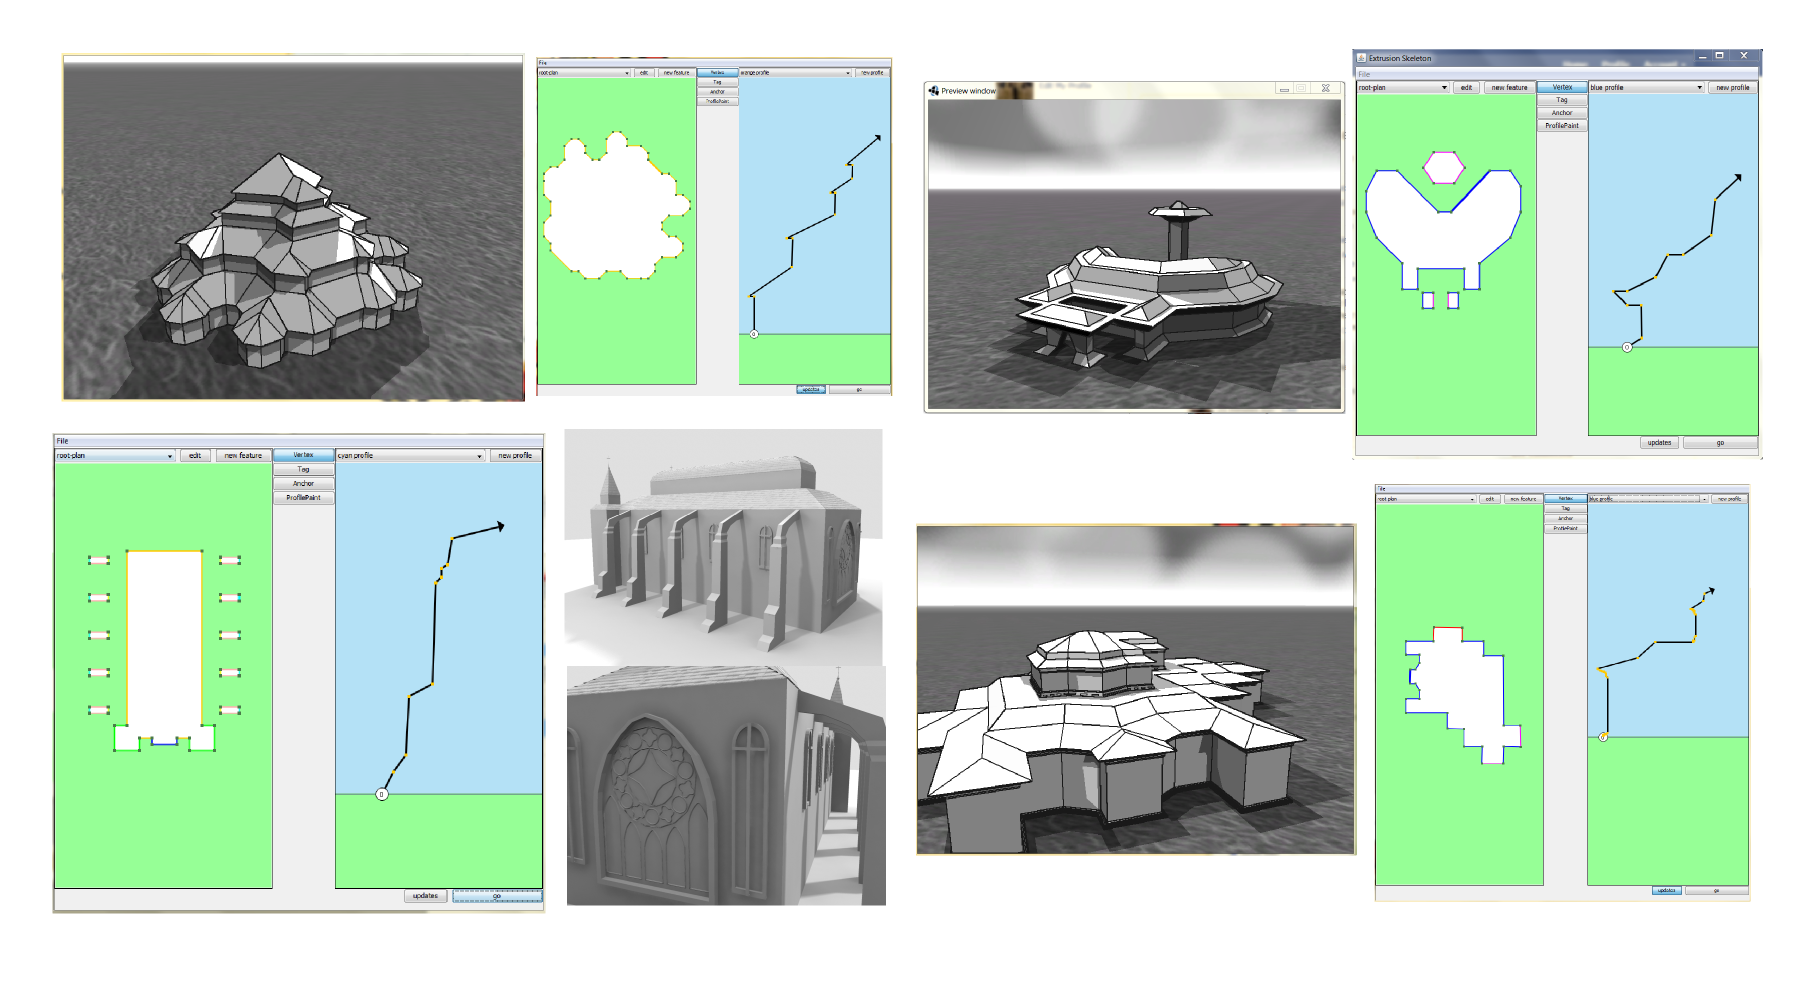 File
root-plan
edit
new feature
Vertex
orange profile
new profile
Tag
Anchor
ProfilePaint
0
updates
go
Preview window
Extrusion Skeleton
File
root-plan
edit
new feature
Vertex
blue profile
new profile
Tag
Anchor
ProfilePaint
0
updates
go
File
root-plan
edit
new feature
Vertex
cyan profile
new profile
Tag
Anchor
ProfilePaint
0
updates
go
File
root-plan
edit
new feature
Vertex
blue profile
new profile
Tag
Anchor
ProfilePaint
0
updates
go